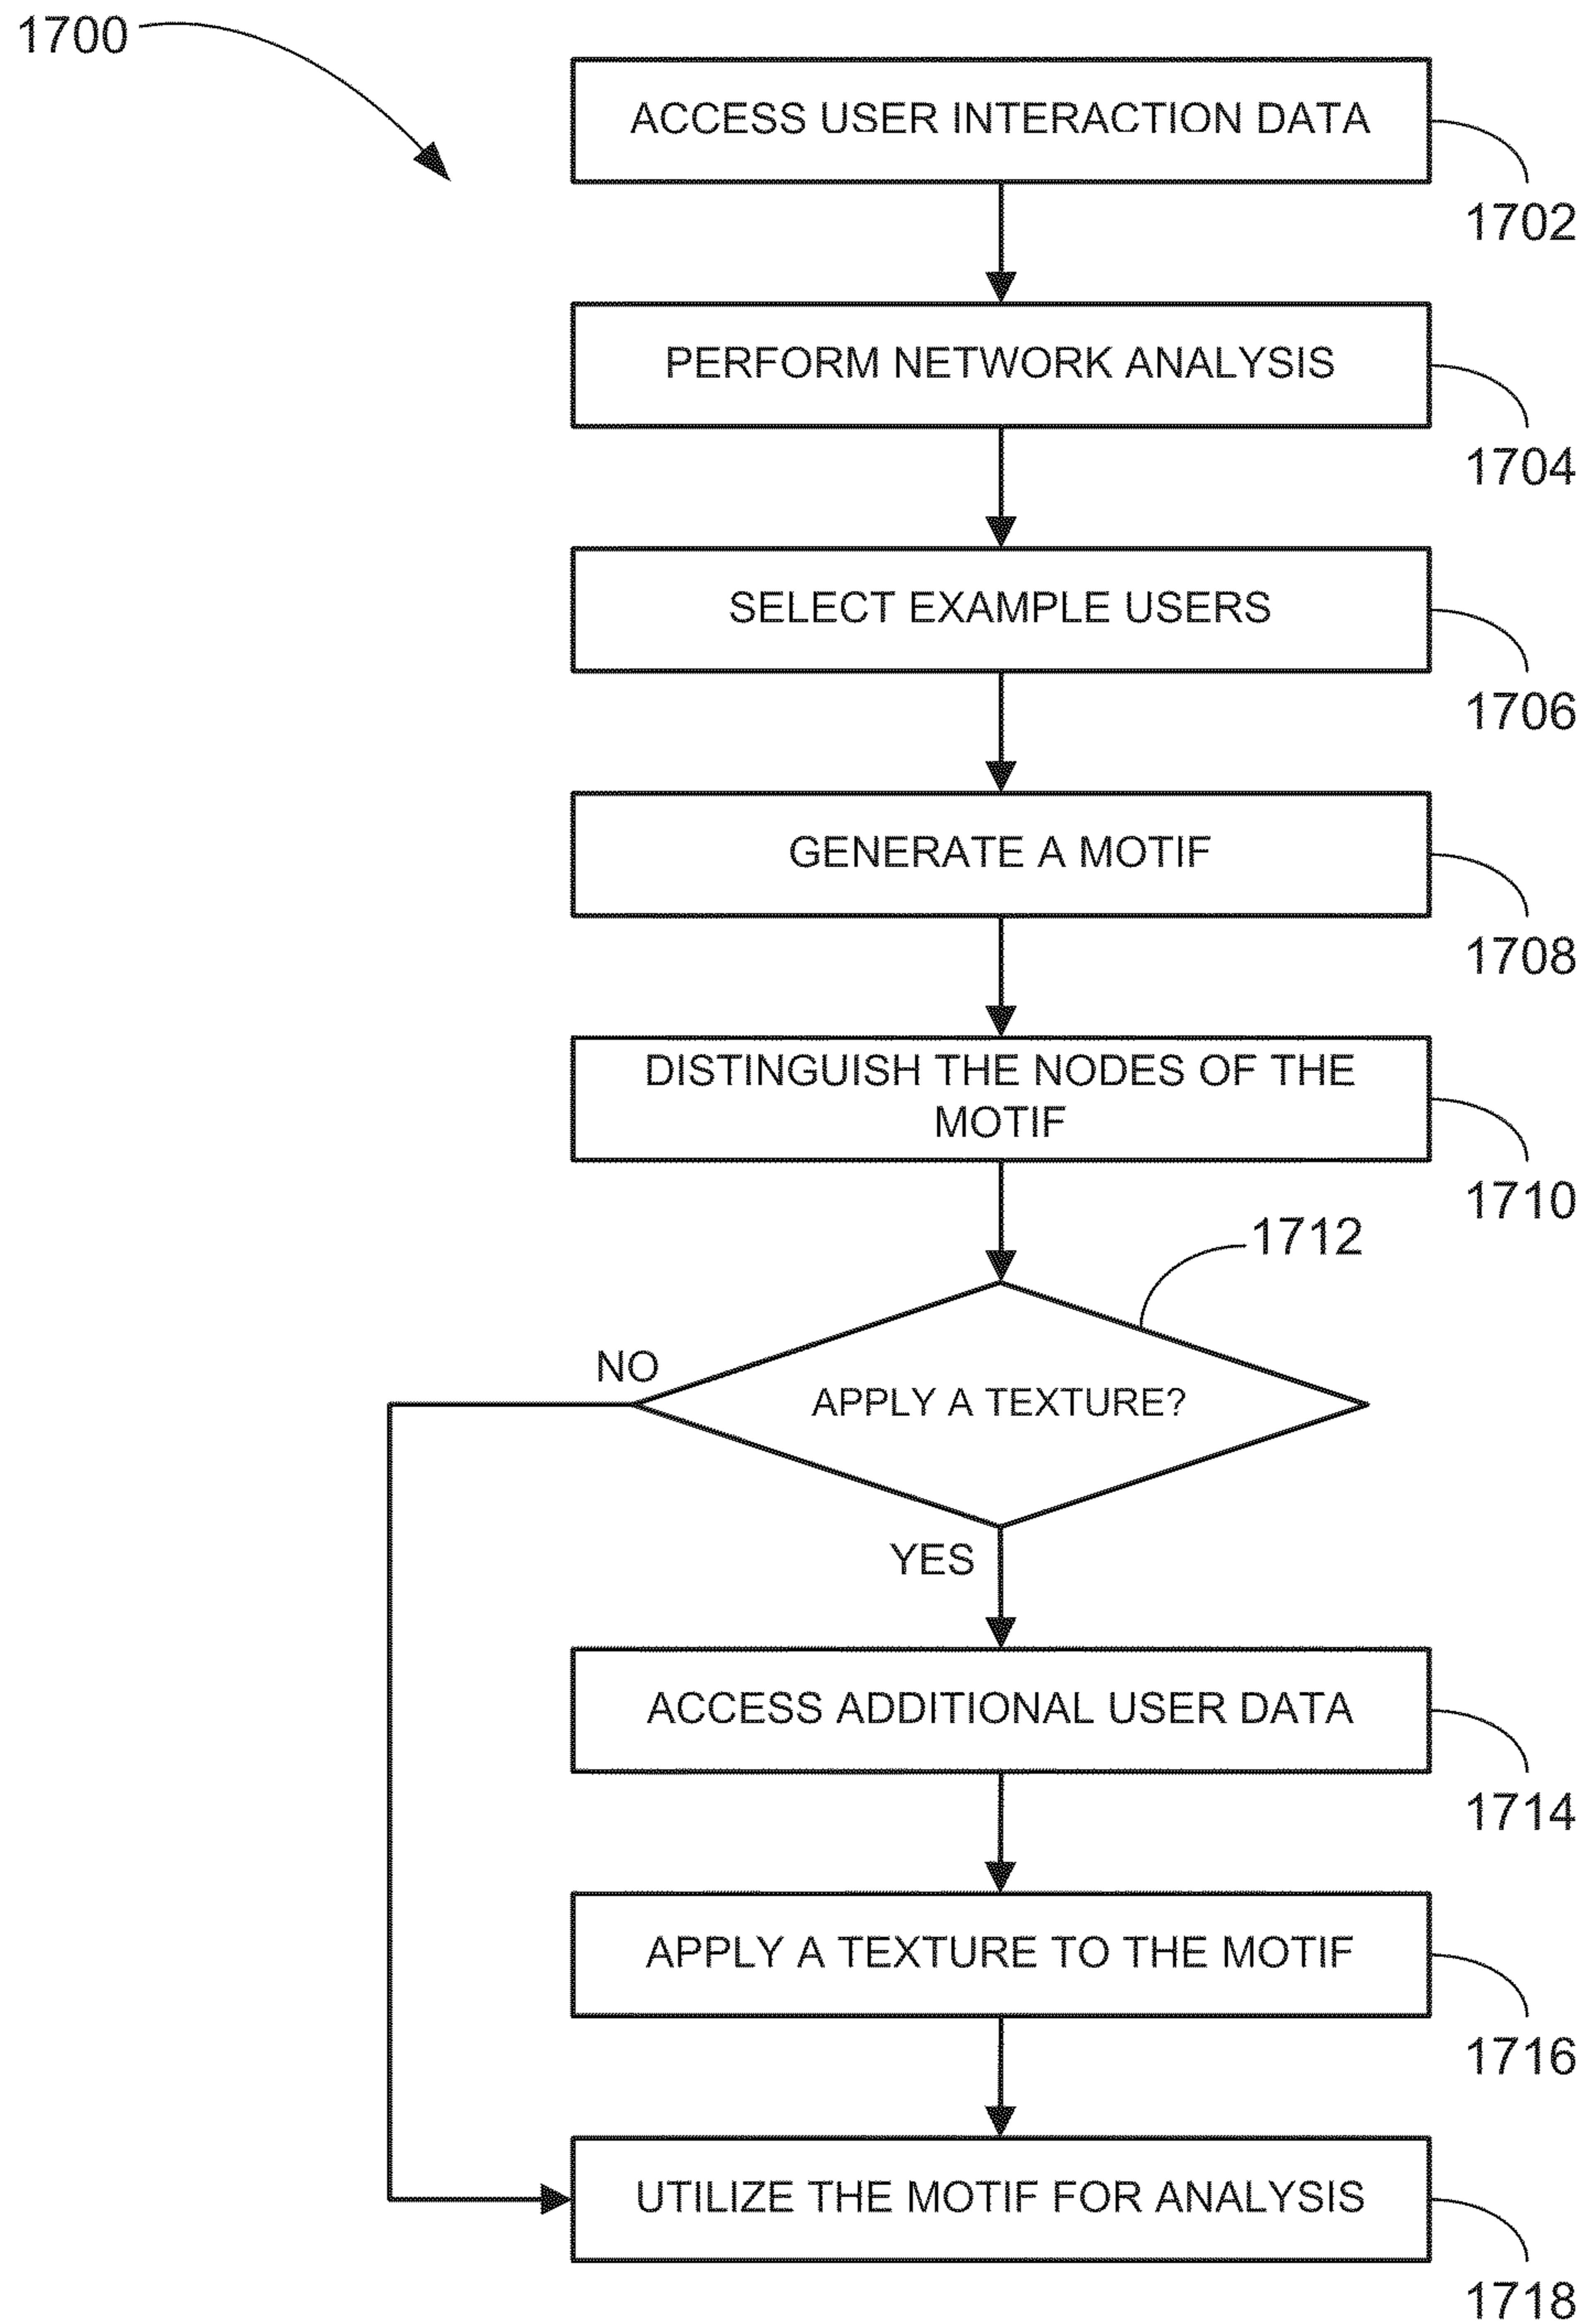 1700
ACCESS USER INTERACTION DATA
1702
PERFORM NETWORK ANALYSIS
1704
SELECT EXAMPLE USERS
1706
GENERATE A MOTIF
1708
DISTINGUISH THE NODES OF THE
MOTIF
1710
1712
NO
APPLY A TEXTURE?
YES
ACCESS ADDITIONAL USER DATA
1714
APPLY A TEXTURE TO THE MOTIF
1716
UTILIZE THE MOTIF FOR ANALYSIS
1718